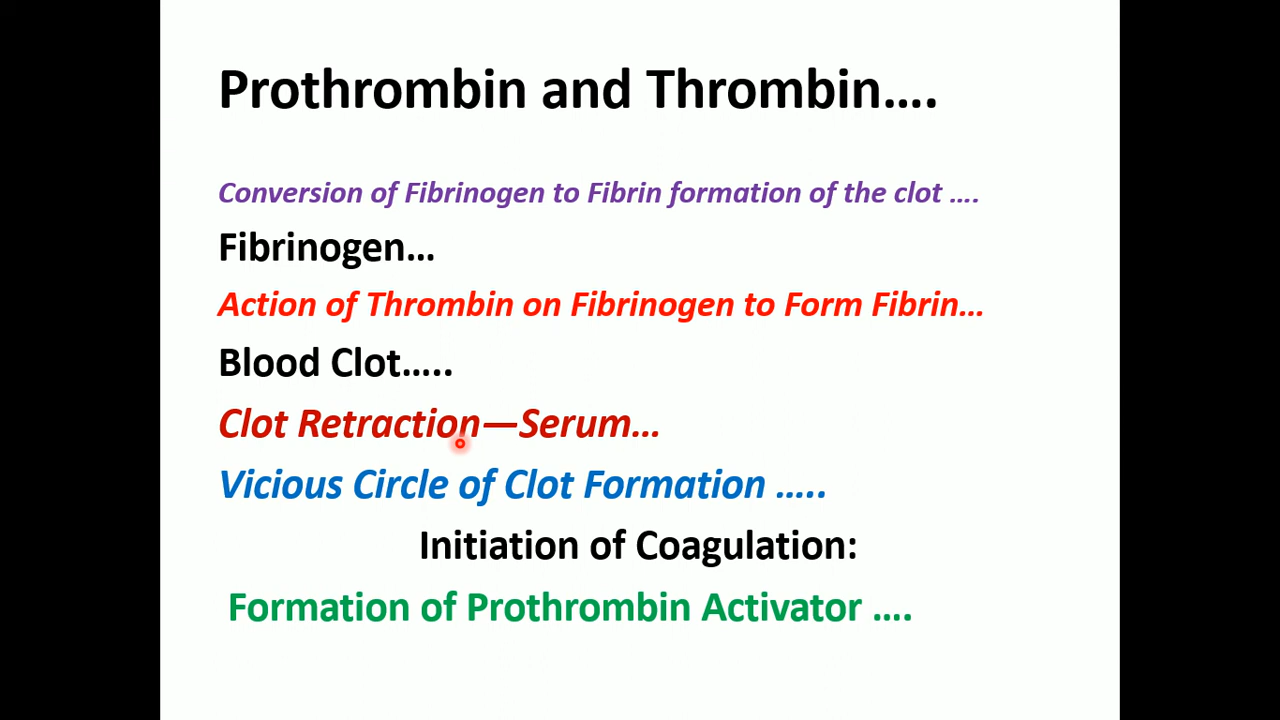 Prothrombin and Thrombin....
Conversion of Fibrinogen to Fibrin formation of the clot ....
Fibrinogen...
Action of Thrombin on Fibrinogen to Form Fibrin...
Blood Clot.....
Clot Retraction—Serum...
Vicious Circle of Clot Formation .....
Initiation of Coagulation:
Formation of Prothrombin Activator ....